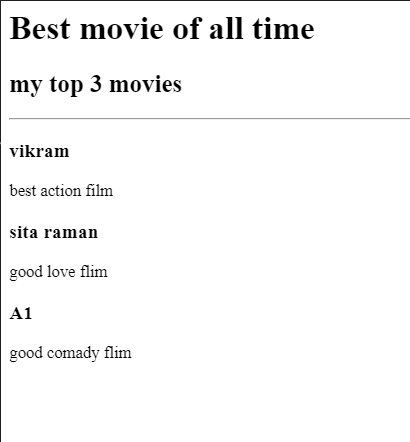 Best movie of all time
my top 3 movies
vikram
best action film
sita raman
good love flim
A1
good comady flim